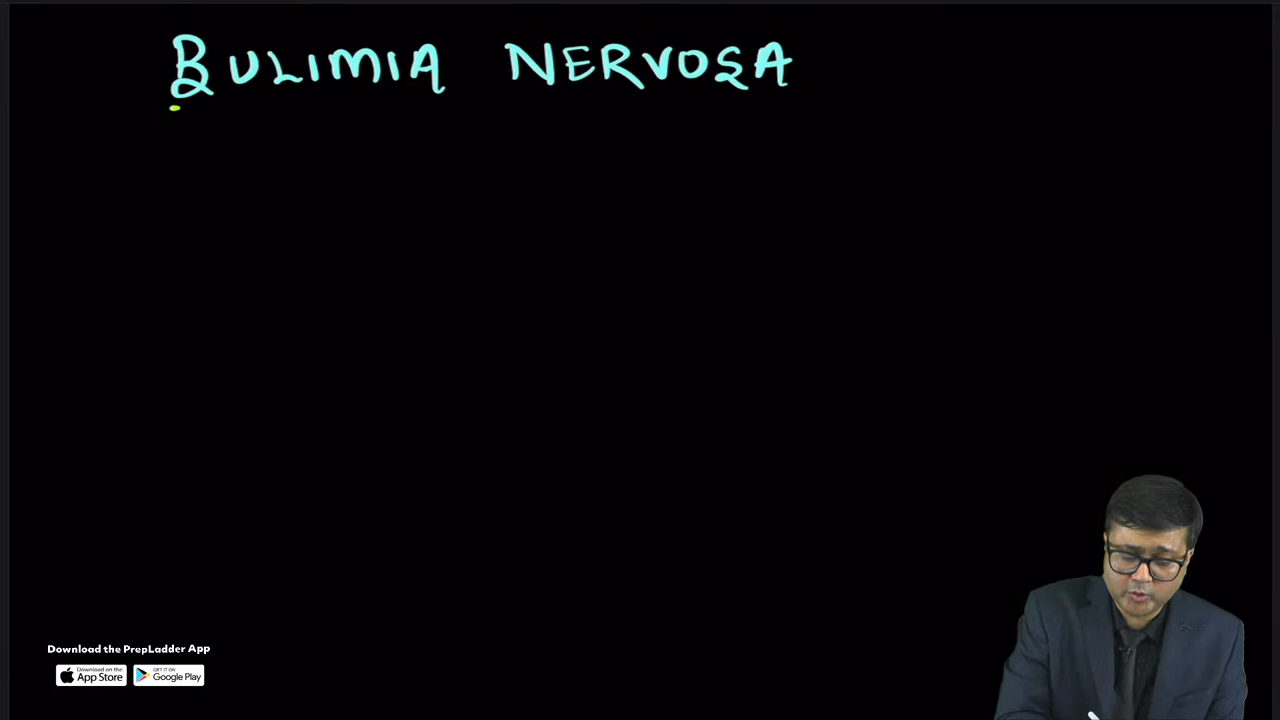 BULIMIA NERVOSA
Download the PrepLadder App
Download on the App Store
GET IT ON Google Play